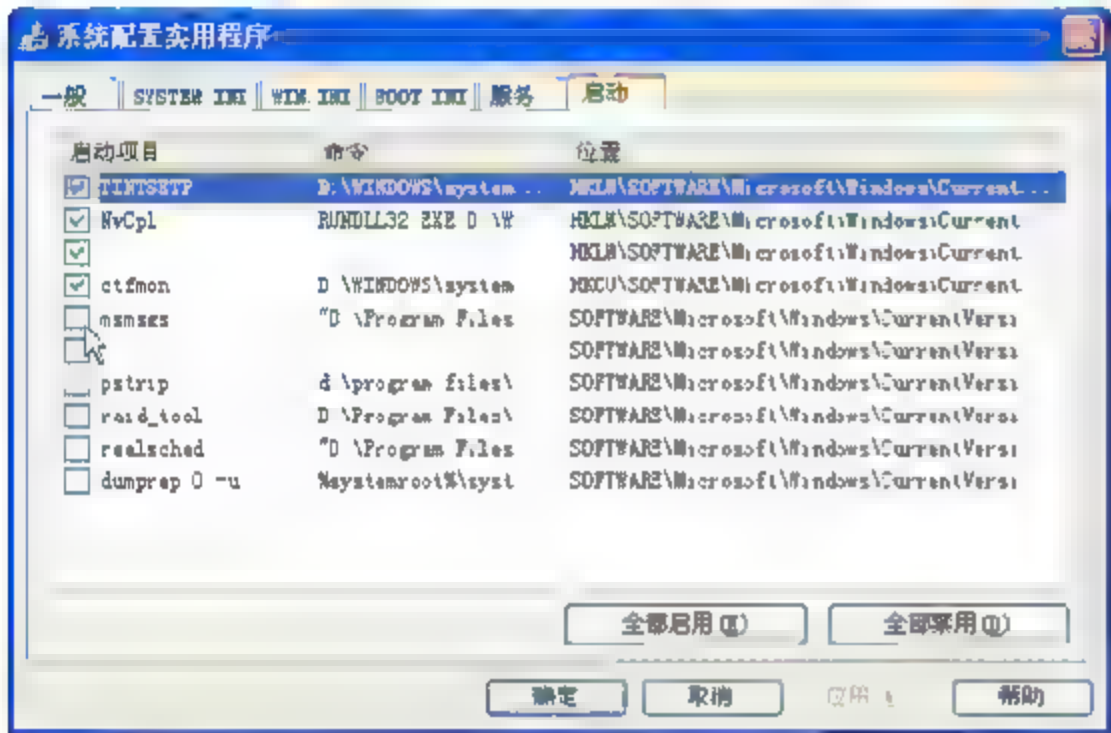 系统配置实用程序
一般 SYSTEM INI WIN INI BOOT INI 服务 启动
启动项目 命令 位置
TINTSETP D:\WINDOWS\system... HKLM\SOFTWARE\Microsoft\Windows\Current...
NvCpl RUNDLL32 EXE D \W HKLM\SOFTWARE\Microsoft\Windows\Current
HKLM\SOFTWARE\Microsoft\Windows\Current
ctfmon D \WINDOWS\system HKCU\SOFTWARE\Microsoft\Windows\Current
msmsgs "D \Program Files SOFTWARE\Microsoft\Windows\CurrentVersi
SOFTWARE\Microsoft\Windows\CurrentVersi
pstrip d \program files\ SOFTWARE\Microsoft\Windows\CurrentVersi
raid_tool D \Program Files\ SOFTWARE\Microsoft\Windows\CurrentVersi
realsched "D \Program Files SOFTWARE\Microsoft\Windows\CurrentVersi
dumprep 0 -u %systemroot%\syst SOFTWARE\Microsoft\Windows\CurrentVersi
全部启用(E) 全部禁用(D)
确定 取消 应用 帮助